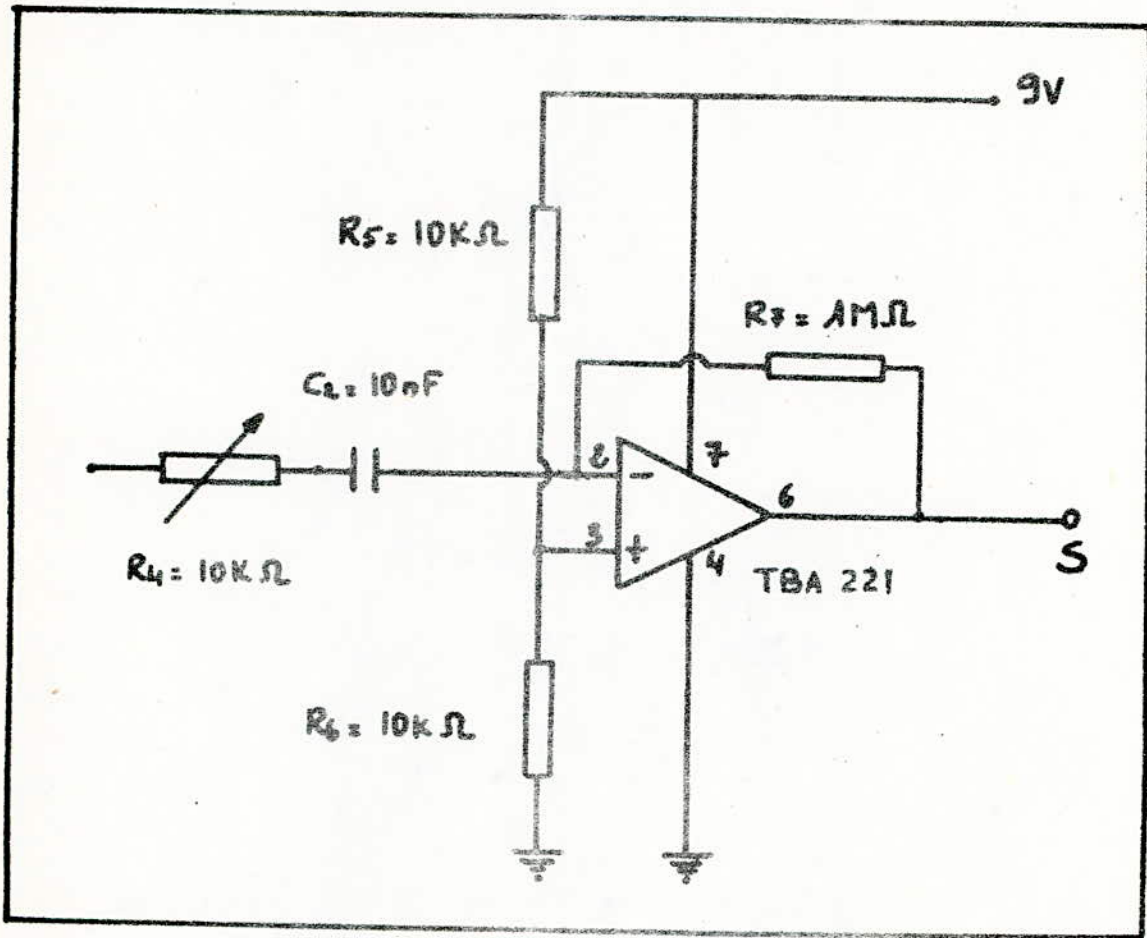 9V
R5 = 10KΩ
R7 = 1MΩ
C2 = 10nF
2
-
7
6
3
+
4
S
R4 = 10KΩ
TBA 221
R6 = 10KΩ